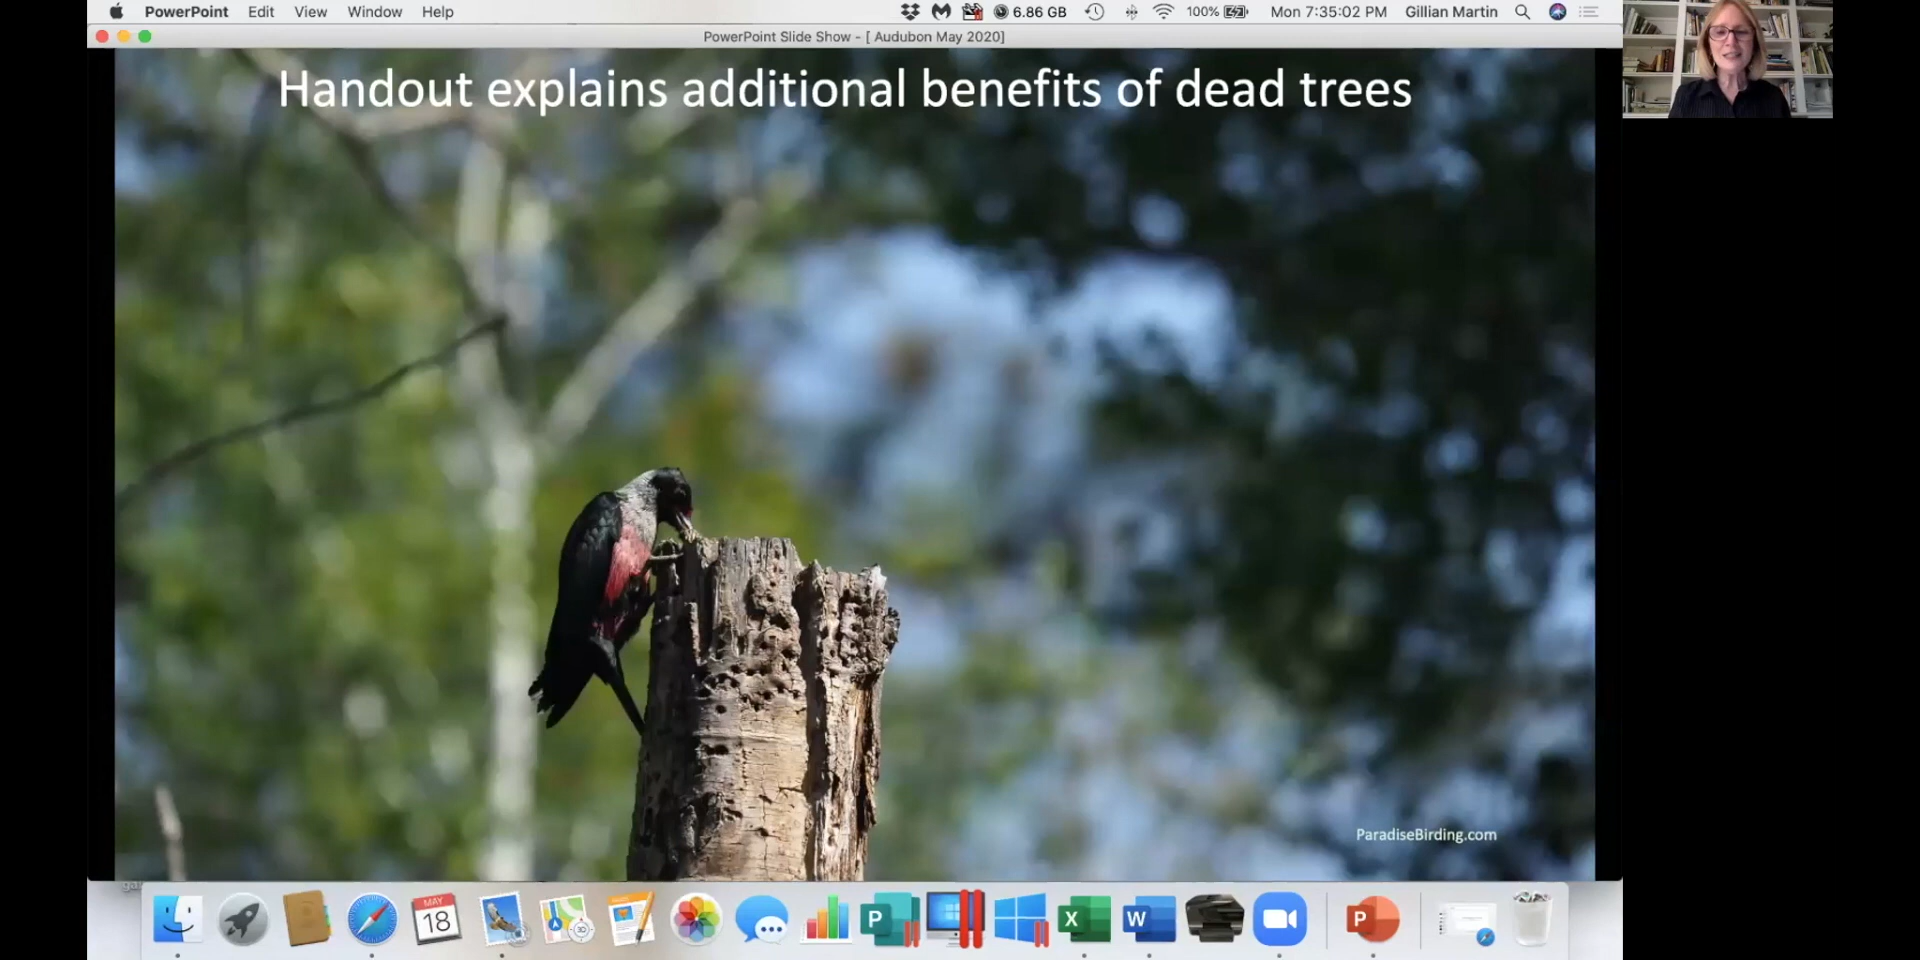 PowerPoint Edit View Window Help 6.86 GB 100% Mon 7:35:02 PM Gillian Martin
PowerPoint Slide Show - [ Audubon May 2020]
Handout explains additional benefits of dead trees
ParadiseBirding.com
MAY
18
3D
P
X
W
P